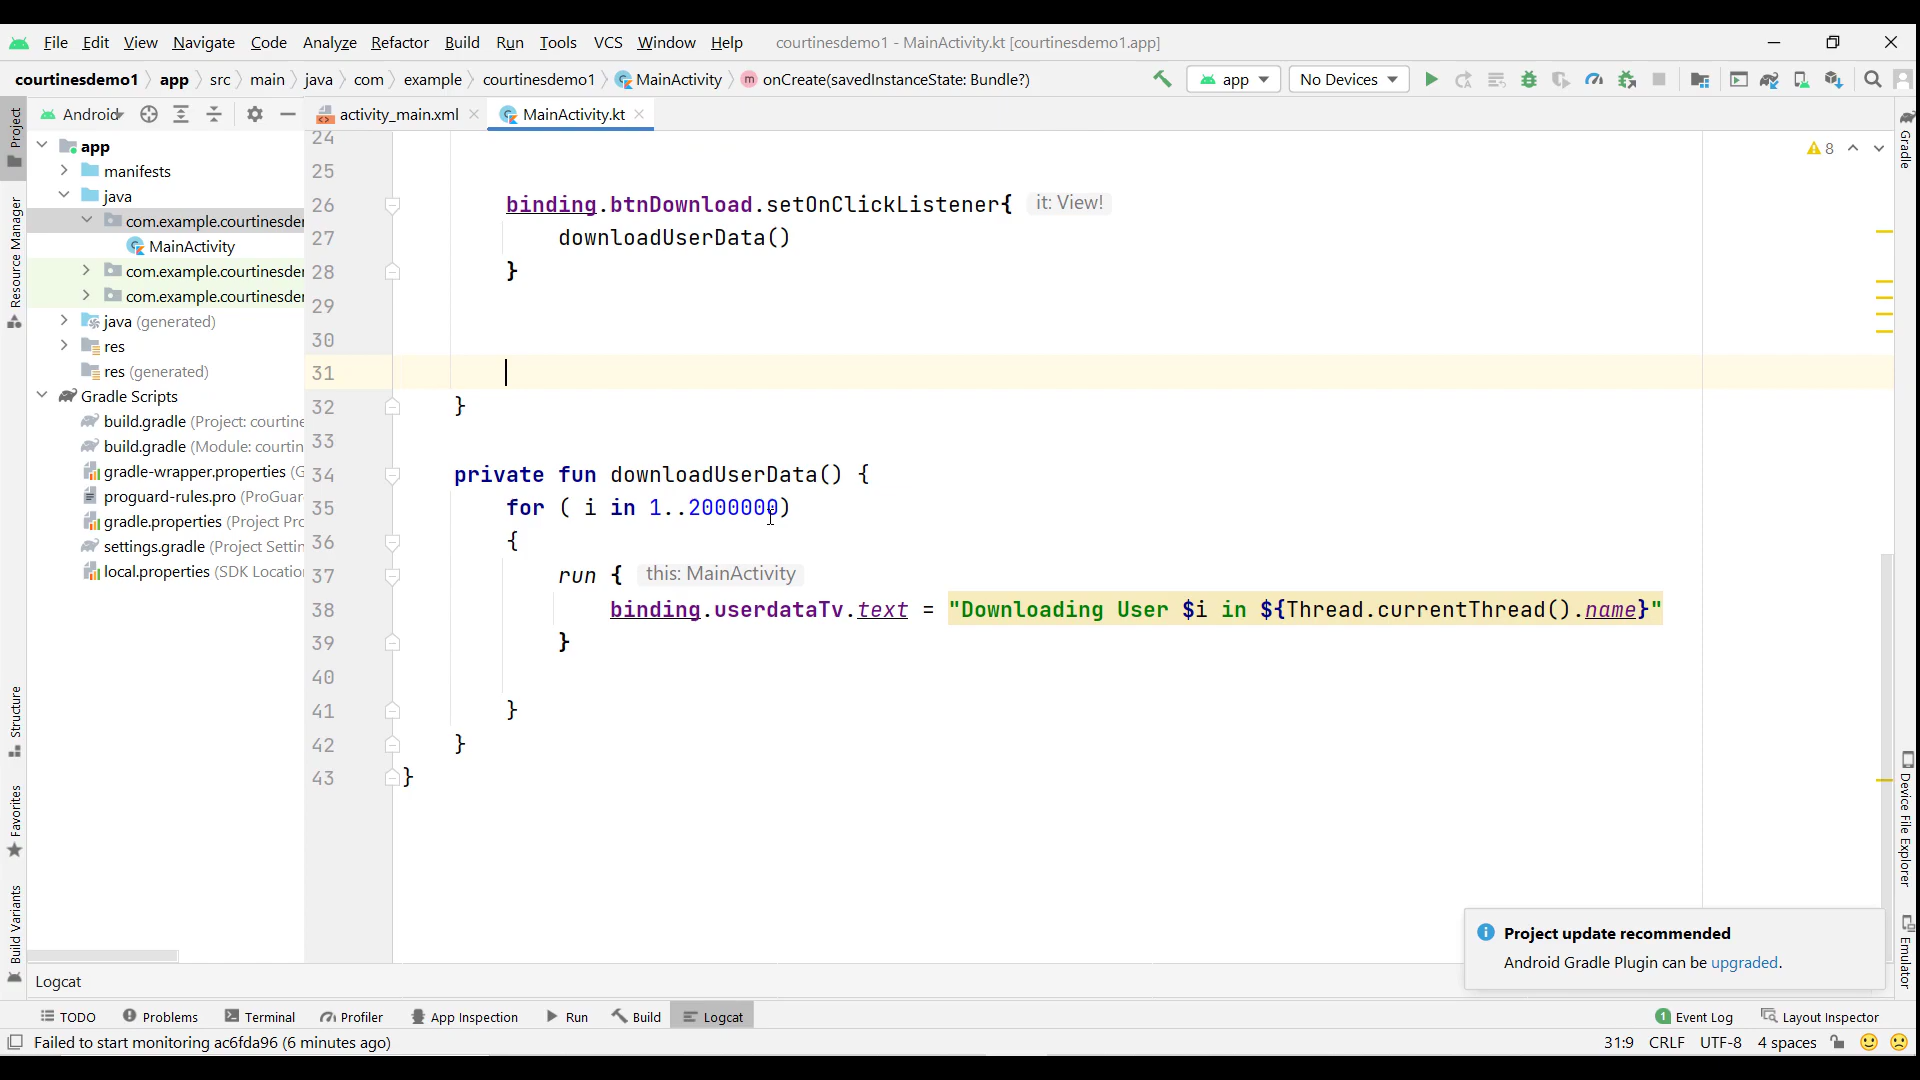 File Edit View Navigate Code Analyze Refactor Build Run Tools VCS Window Help courtinesdemo1 - MainActivity.kt [courtinesdemo1.app]
courtinesdemo1 app src main java com example courtinesdemo1 MainActivity onCreate(savedInstanceState: Bundle?) app No Devices
Android activity_main.xml MainActivity.kt
Project
Resource Manager
Structure
Favorites
Build Variants
app
manifests
java
com.example.courtinesder
MainActivity
com.example.courtinesder
com.example.courtinesder
java (generated)
res
res (generated)
Gradle Scripts
build.gradle (Project: courtine
build.gradle (Module: courtin
gradle-wrapper.properties (G
proguard-rules.pro (ProGuar
gradle.properties (Project Pro
settings.gradle (Project Settin
local.properties (SDK Locatio
8
24
25
26 binding.btnDownload.setOnClickListener{ it: View!
27 downloadUserData()
28 }
29
30
31
32 }
33
34 private fun downloadUserData() {
35 for ( i in 1..2000000)
36 {
37 run { this: MainActivity
38 binding.userdataTv.text = "Downloading User $i in ${Thread.currentThread().name}"
39 }
40
41 }
42 }
43 }
Gradle
Device File Explorer
Emulator
Project update recommended
Android Gradle Plugin can be upgraded.
Logcat
TODO Problems Terminal Profiler App Inspection Run Build Logcat 1 Event Log Layout Inspector
Failed to start monitoring ac6fda96 (6 minutes ago) 31:9 CRLF UTF-8 4 spaces